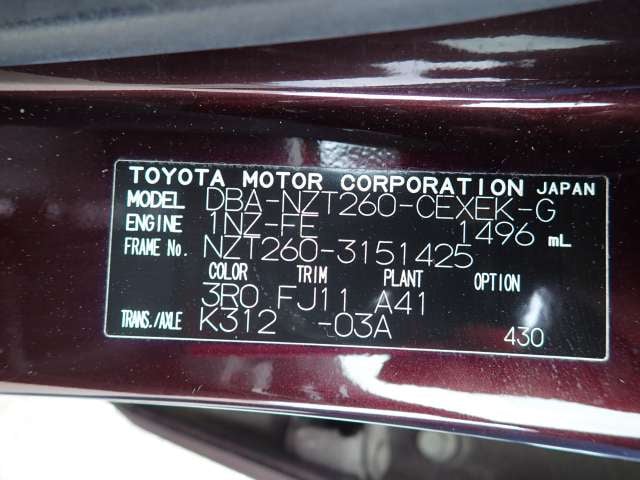 TOYOTA MOTOR CORPORATION JAPAN
MODEL DBA-NZT260-CEXEK-G
ENGINE 1NZ-FE 1496 mL
FRAME No. NZT260-3151425
COLOR TRIM PLANT OPTION
3R0 FJ11 A41
TRANS./AXLE K312 -03A 430